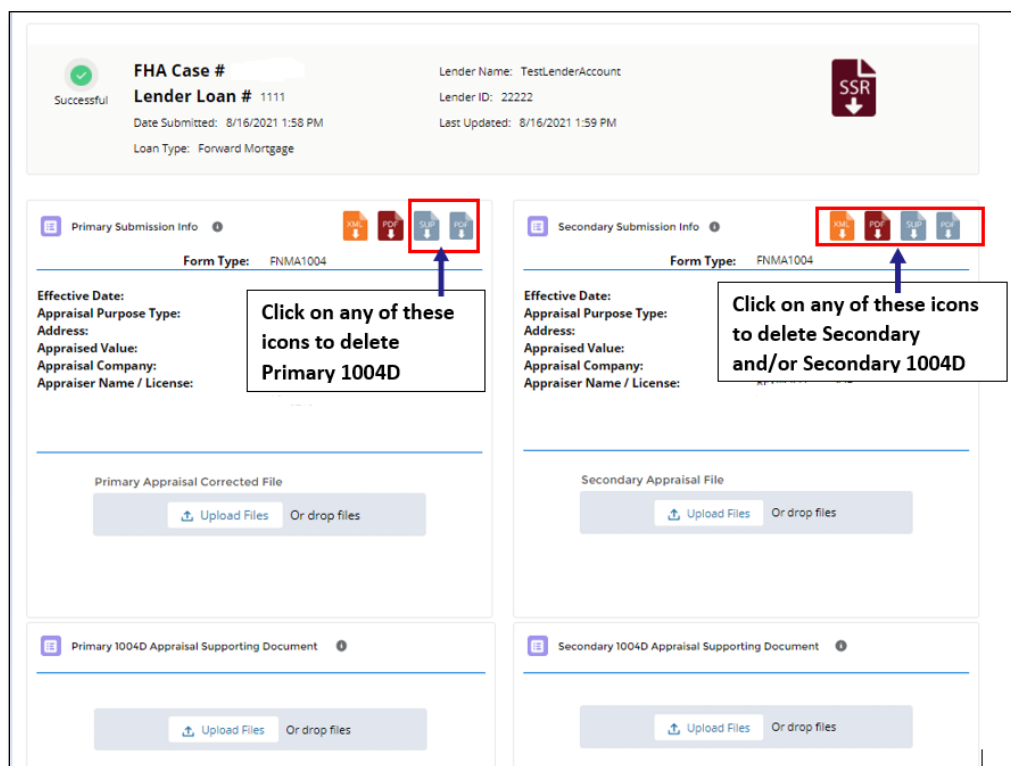 FHA Case #
Successful
Lender Loan # 1111
Date Submitted: 8/16/2021 1:58 PM
Loan Type: Forward Mortgage
Lender Name: TestLenderAccount
Lender ID: 22222
Last Updated: 8/16/2021 1:59 PM
SSR
Primary Submission Info
XML PDF SUP PDF
Form Type: FNMA1004
Effective Date:
Appraisal Purpose Type:
Address:
Appraised Value:
Appraisal Company:
Appraiser Name / License:
Click on any of these
icons to delete
Primary 1004D
Primary Appraisal Corrected File
Upload Files Or drop files
Secondary Submission Info
XML PDF SUP PDF
Form Type: FNMA1004
Effective Date:
Appraisal Purpose Type:
Address:
Appraised Value:
Appraisal Company:
Appraiser Name / License:
Click on any of these icons
to delete Secondary
and/or Secondary 1004D
Secondary Appraisal File
Upload Files Or drop files
Primary 1004D Appraisal Supporting Document
Upload Files Or drop files
Secondary 1004D Appraisal Supporting Document
Upload Files Or drop files